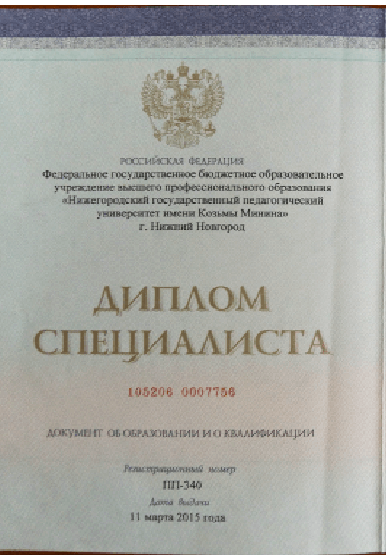 РОССИЙСКАЯ ФЕДЕРАЦИЯ
Федеральное государственное бюджетное образовательное
учреждение высшего профессионального образования
«Нижегородский государственный педагогический
университет имени Козьмы Минина»
г. Нижний Новгород
ДИПЛОМ
СПЕЦИАЛИСТА
105206 0007756
ДОКУМЕНТ ОБ ОБРАЗОВАНИИ И О КВАЛИФИКАЦИИ
Регистрационный номер
ПП-340
Дата выдачи
11 марта 2015 года